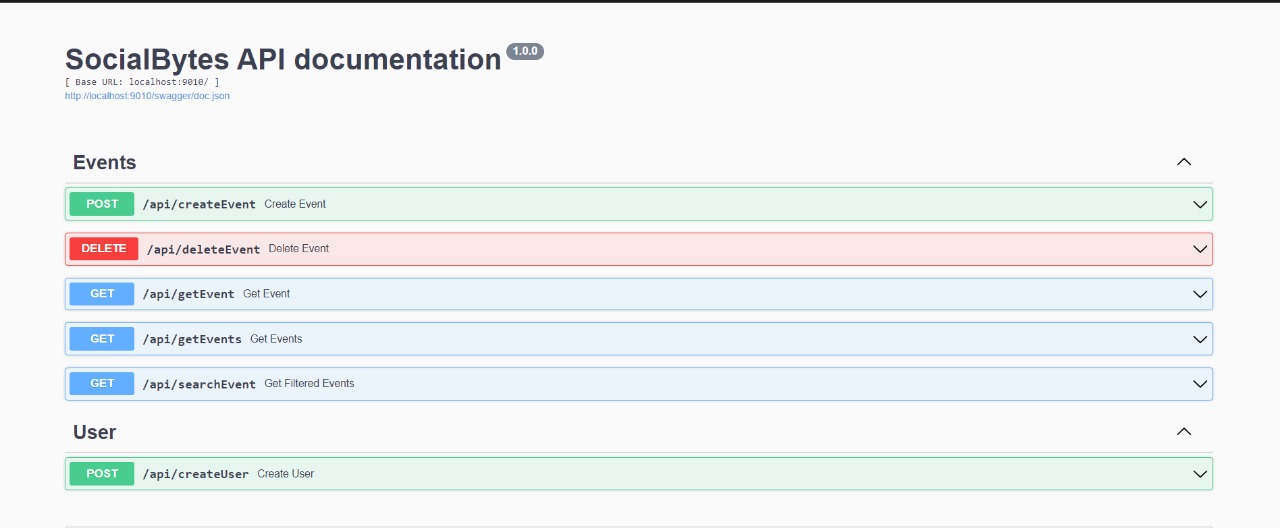 SocialBytes API documentation 1.0.0
[ Base URL: localhost:9010/ ]
http://localhost:9010/swagger/doc.json
Events
POST /api/createEvent Create Event
DELETE /api/deleteEvent Delete Event
GET /api/getEvent Get Event
GET /api/getEvents Get Events
GET /api/searchEvent Get Filtered Events
User
POST /api/createUser Create User